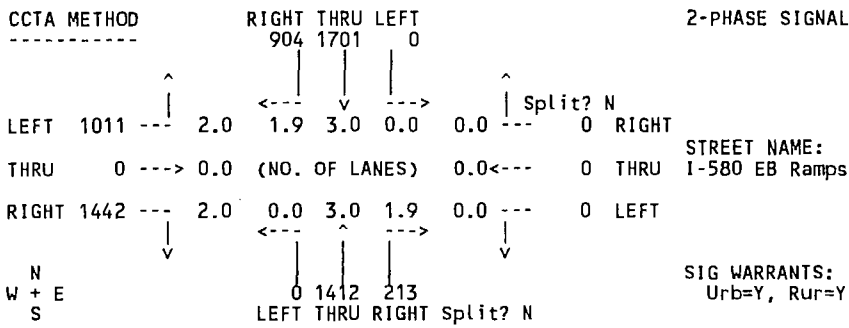 CCTA METHOD RIGHT THRU LEFT 2-PHASE SIGNAL
----------- 904 1701 0
^ ^
<--- v ---> Split? N
LEFT 1011 --- 2.0 1.9 3.0 0.0 0.0 --- 0 RIGHT
STREET NAME:
THRU 0 ---> 0.0 (NO. OF LANES) 0.0<--- 0 THRU I-580 EB Ramps
RIGHT 1442 --- 2.0 0.0 3.0 1.9 0.0 --- 0 LEFT
<--- ^ --->
v v
N SIG WARRANTS:
W + E 0 1412 213 Urb=Y, Rur=Y
S LEFT THRU RIGHT Split? N